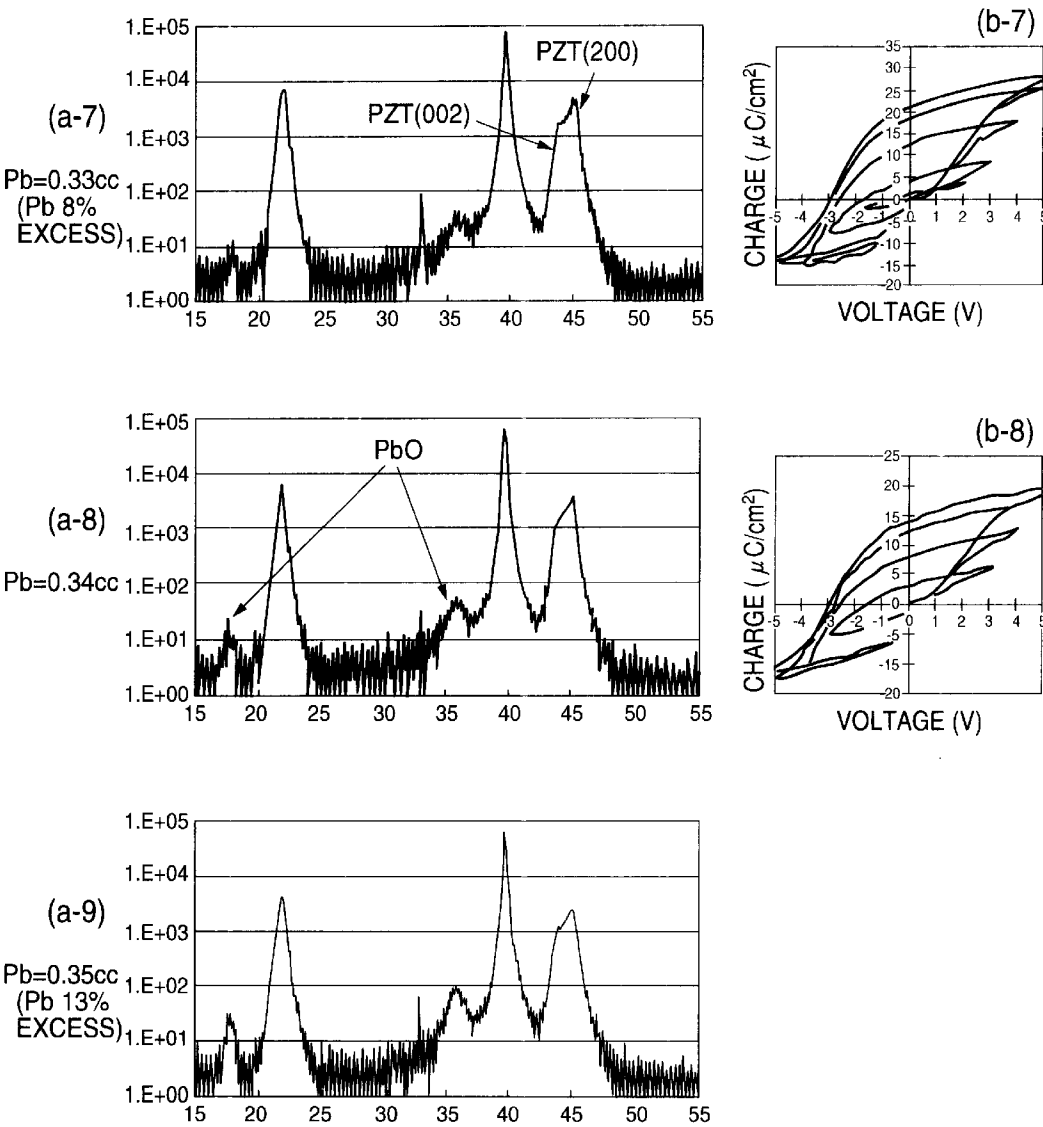 (a-7)
Pb=0.33cc
(Pb 8%
EXCESS)
1.E+05
1.E+04
1.E+03
1.E+02
1.E+01
1.E+00
15 20 25 30 35 40 45 50 55
PZT(002)
PZT(200)
(b-7)
CHARGE ( μC/cm2)
35
30
25
20
15
10
5
0
-5
-10
-15
-20
-5 -4 -3 -2 -1 0 1 2 3 4 5
VOLTAGE (V)
(a-8)
Pb=0.34cc
1.E+05
1.E+04
1.E+03
1.E+02
1.E+01
1.E+00
15 20 25 30 35 40 45 50 55
PbO
(b-8)
CHARGE ( μC/cm2)
25
20
15
10
5
0
-5
-10
-15
-20
-5 -4 -3 -2 -1 0 1 2 3 4 5
VOLTAGE (V)
(a-9)
Pb=0.35cc
(Pb 13%
EXCESS)
1.E+05
1.E+04
1.E+03
1.E+02
1.E+01
1.E+00
15 20 25 30 35 40 45 50 55